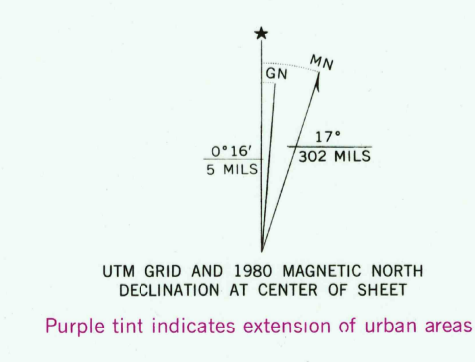 ★
GN
MN
0°16′
5 MILS
17°
302 MILS
UTM GRID AND 1980 MAGNETIC NORTH
DECLINATION AT CENTER OF SHEET
Purple tint indicates extension of urban areas